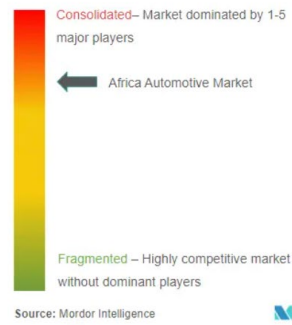 Consolidated– Market dominated by 1-5
major players
Africa Automotive Market
Fragmented – Highly competitive market
without dominant players
Source: Mordor Intelligence